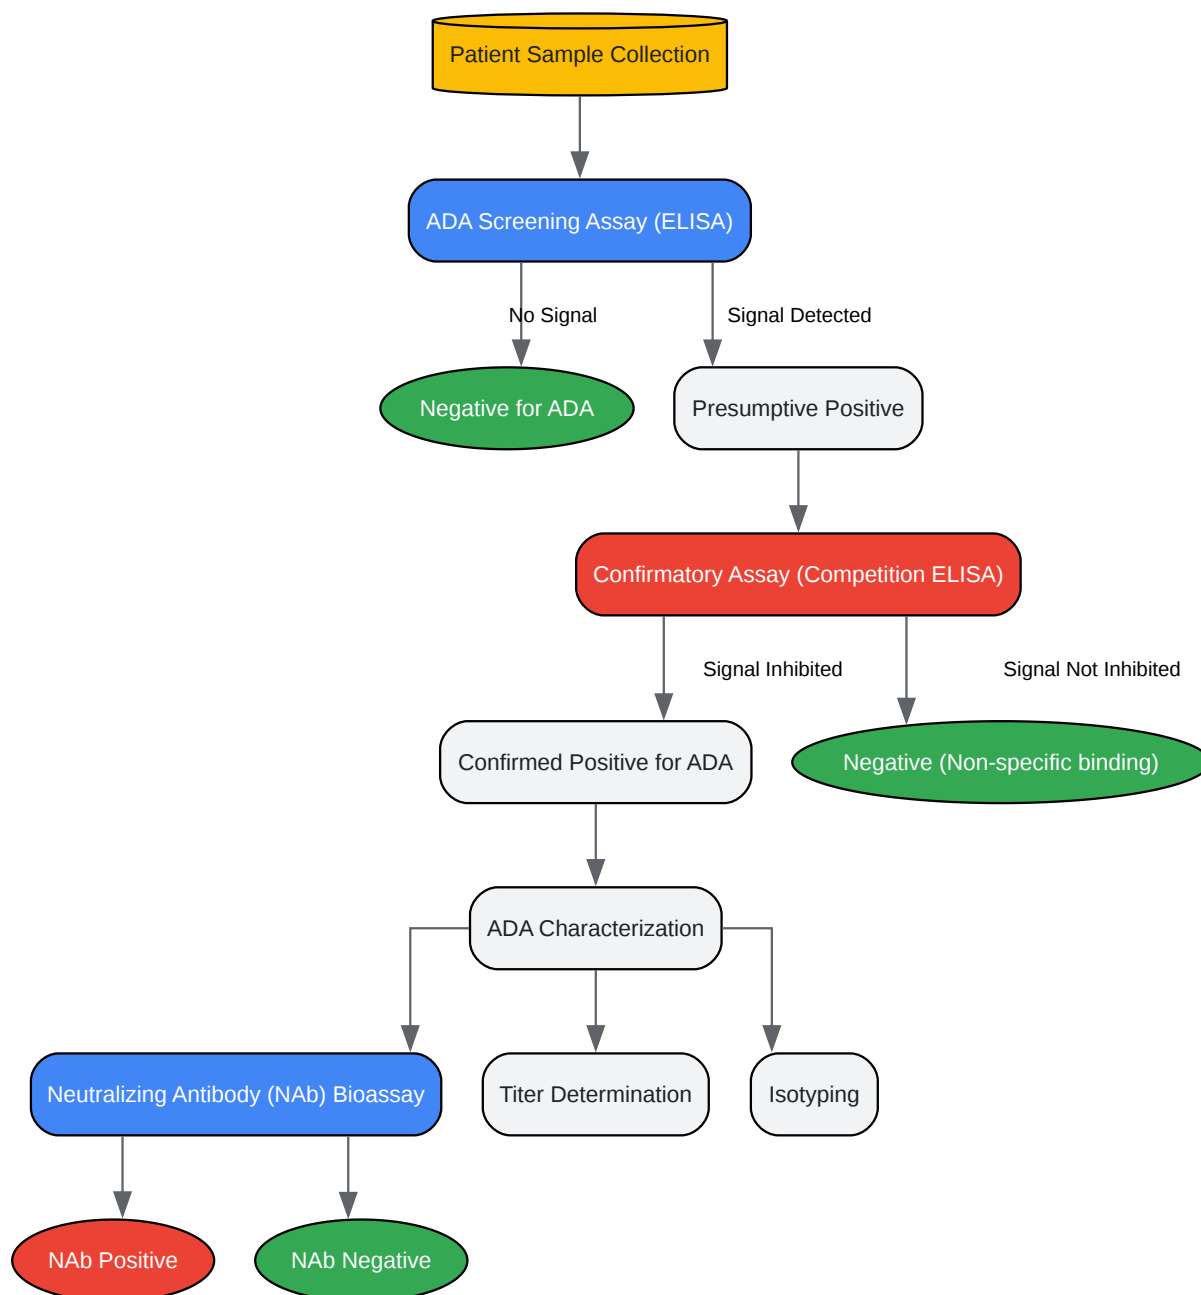 Patient Sample Collection
ADA Screening Assay (ELISA)
No Signal
Signal Detected
Negative for ADA
Presumptive Positive
Confirmatory Assay (Competition ELISA)
Signal Inhibited
Signal Not Inhibited
Confirmed Positive for ADA
Negative (Non-specific binding)
ADA Characterization
Neutralizing Antibody (NAb) Bioassay
Titer Determination
Isotyping
NAb Positive
NAb Negative